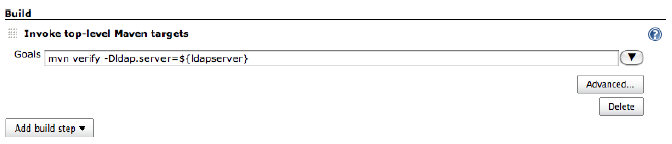 Build
Invoke top-level Maven targets
Goals mvn verify -Dldap.server=${ldapserver}
Advanced...
Delete
Add build step